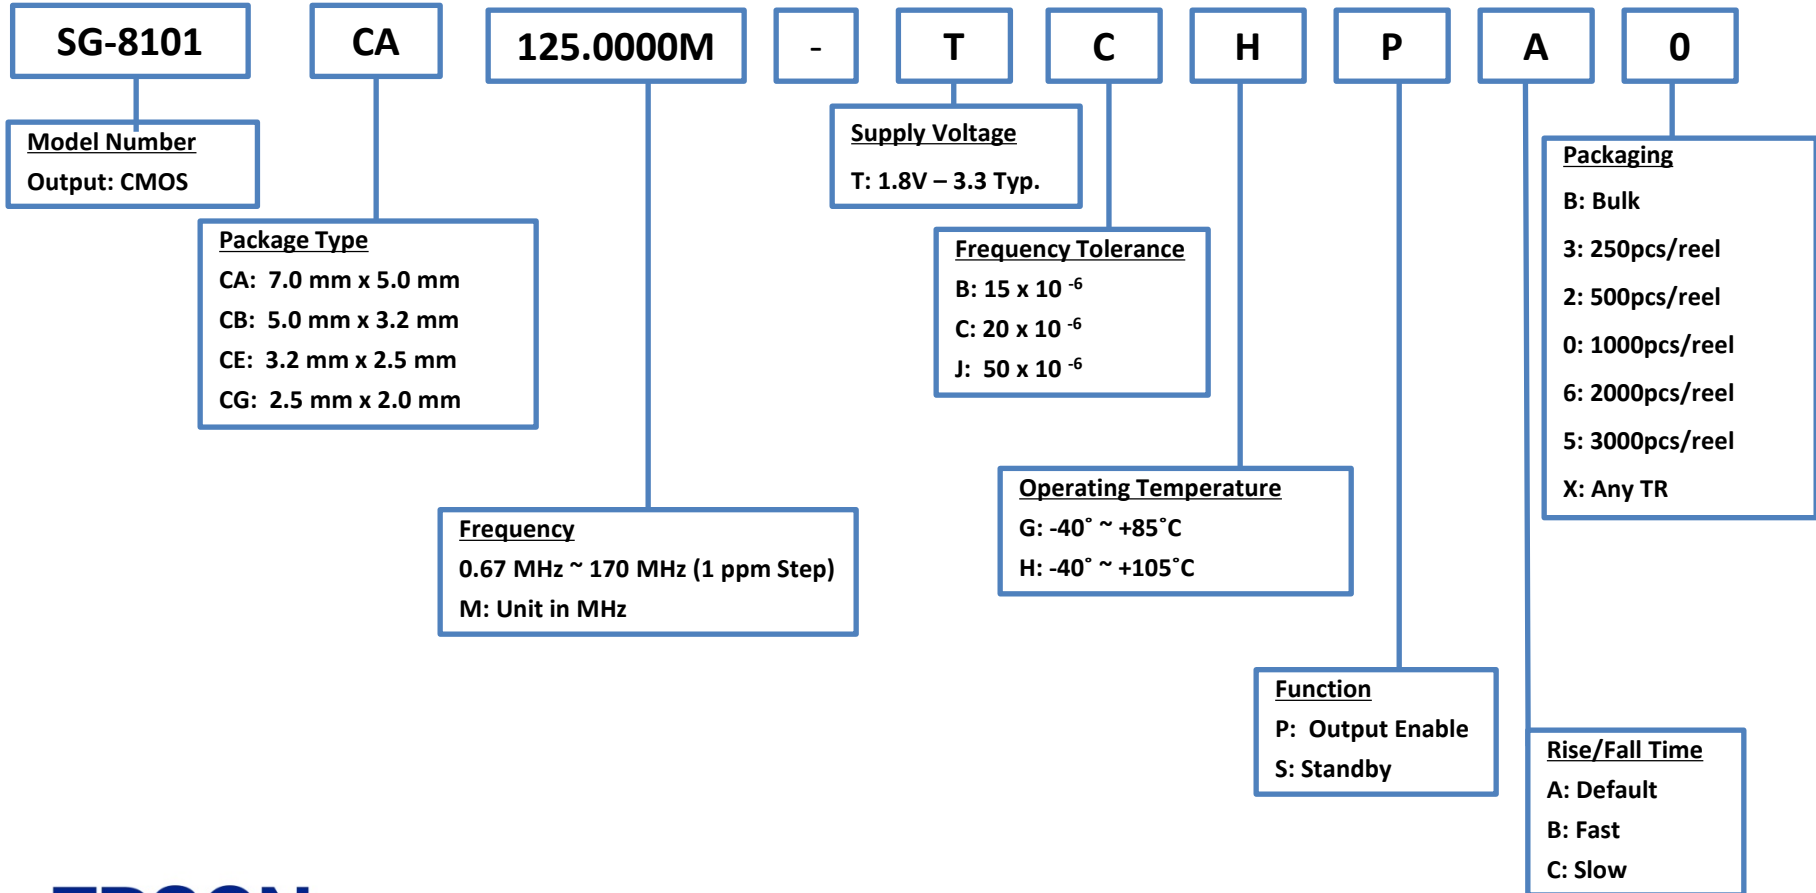 SG-8101 CA 125.0000M - T C H P A 0
Model Number
Output: CMOS
Package Type
CA: 7.0 mm x 5.0 mm
CB: 5.0 mm x 3.2 mm
CE: 3.2 mm x 2.5 mm
CG: 2.5 mm x 2.0 mm
Frequency
0.67 MHz ~ 170 MHz (1 ppm Step)
M: Unit in MHz
Supply Voltage
T: 1.8V – 3.3 Typ.
Frequency Tolerance
B: 15 x 10 -6
C: 20 x 10 -6
J: 50 x 10 -6
Operating Temperature
G: -40˚ ~ +85˚C
H: -40˚ ~ +105˚C
Function
P: Output Enable
S: Standby
Rise/Fall Time
A: Default
B: Fast
C: Slow
Packaging
B: Bulk
3: 250pcs/reel
2: 500pcs/reel
0: 1000pcs/reel
6: 2000pcs/reel
5: 3000pcs/reel
X: Any TR